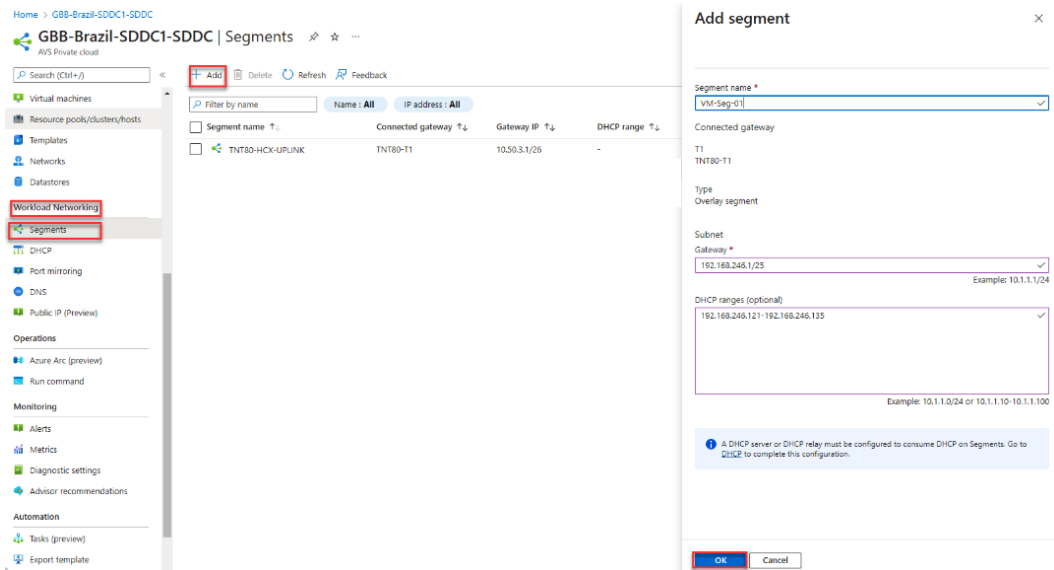 Home > GBB-Brazil-SDDC1-SDDC
GBB-Brazil-SDDC1-SDDC | Segments
AVS Private cloud
Search (Ctrl+/)
Virtual machines
Resource pools/clusters/hosts
Templates
Networks
Datastores
Workload Networking
Segments
DHCP
Port mirroring
DNS
Public IP (Preview)
Operations
Azure Arc (preview)
Run command
Monitoring
Alerts
Metrics
Diagnostic settings
Advisor recommendations
Automation
Tasks (preview)
Export template
+ Add Delete Refresh Feedback
Filter by name Name : All IP address : All
Segment name ↑ Connected gateway ↑↓ Gateway IP ↑↓ DHCP range ↑↓
TNT80-HCX-UPLINK TNT80-T1 10.50.3.1/26 -
Add segment
Segment name *
VM-Seg-01
Connected gateway
T1
TNT80-T1
Type
Overlay segment
Subnet
Gateway *
192.168.246.1/25
Example: 10.1.1.1/24
DHCP ranges (optional)
192.168.246.121-192.168.246.135
Example: 10.1.1.0/24 or 10.1.1.10-10.1.1.100
A DHCP server or DHCP relay must be configured to consume DHCP on Segments. Go to
DHCP to complete this configuration.
OK Cancel